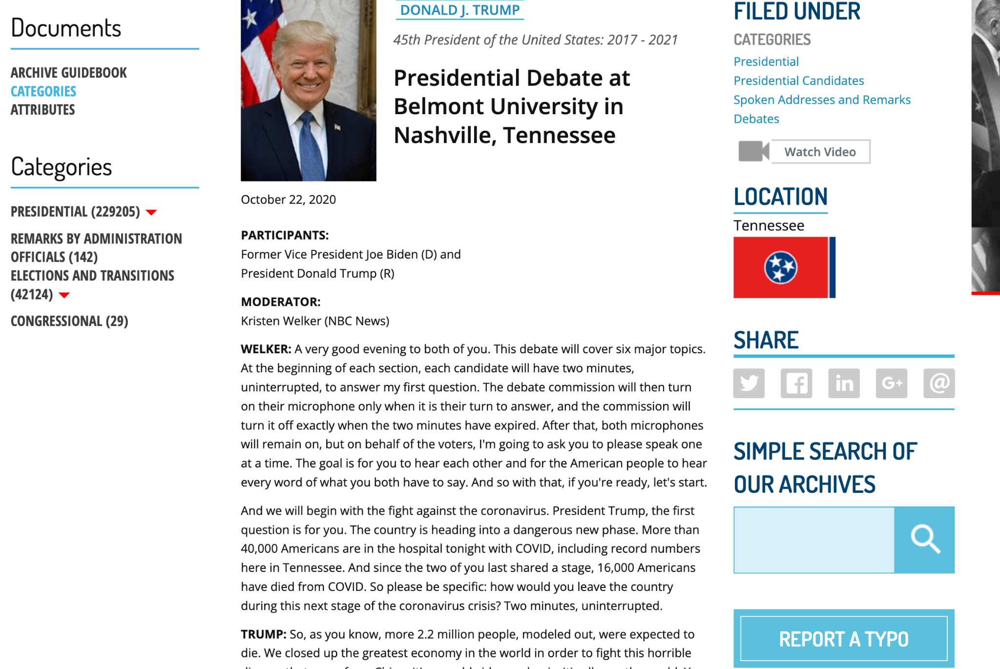 Documents
ARCHIVE GUIDEBOOK
CATEGORIES
ATTRIBUTES
Categories
PRESIDENTIAL (229205)
REMARKS BY ADMINISTRATION
OFFICIALS (142)
ELECTIONS AND TRANSITIONS
(42124)
CONGRESSIONAL (29)
DONALD J. TRUMP
45th President of the United States: 2017 - 2021
Presidential Debate at
Belmont University in
Nashville, Tennessee
October 22, 2020
PARTICIPANTS:
Former Vice President Joe Biden (D) and
President Donald Trump (R)
MODERATOR:
Kristen Welker (NBC News)
WELKER: A very good evening to both of you. This debate will cover six major topics.
At the beginning of each section, each candidate will have two minutes,
uninterrupted, to answer my first question. The debate commission will then turn
on their microphone only when it is their turn to answer, and the commission will
turn it off exactly when the two minutes have expired. After that, both microphones
will remain on, but on behalf of the voters, I'm going to ask you to please speak one
at a time. The goal is for you to hear each other and for the American people to hear
every word of what you both have to say. And so with that, if you're ready, let's start.
And we will begin with the fight against the coronavirus. President Trump, the first
question is for you. The country is heading into a dangerous new phase. More than
40,000 Americans are in the hospital tonight with COVID, including record numbers
here in Tennessee. And since the two of you last shared a stage, 16,000 Americans
have died from COVID. So please be specific: how would you leave the country
during this next stage of the coronavirus crisis? Two minutes, uninterrupted.
TRUMP: So, as you know, more 2.2 million people, modeled out, were expected to
die. We closed up the greatest economy in the world in order to fight this horrible
FILED UNDER
CATEGORIES
Presidential
Presidential Candidates
Spoken Addresses and Remarks
Debates
Watch Video
LOCATION
Tennessee
SHARE
in
G+
@
SIMPLE SEARCH OF
OUR ARCHIVES
REPORT A TYPO